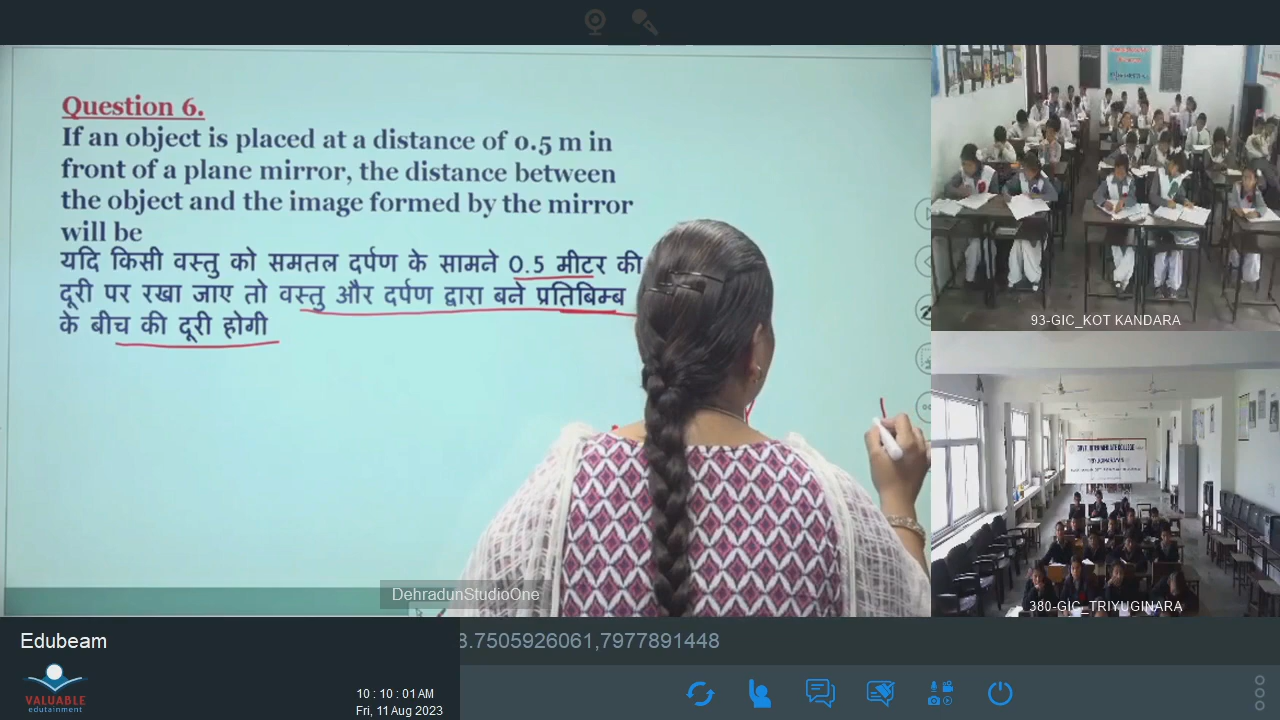 Question 6.
If an object is placed at a distance of 0.5 m in
front of a plane mirror, the distance between
the object and the image formed by the mirror
will be
यदि किसी वस्तु को समतल दर्पण के सामने 0.5 मीटर की
दूरी पर रखा जाए तो वस्तु और दर्पण द्वारा बने प्रतिबिम्ब
के बीच की दूरी होगी
DehradunStudioOne
93-GIC_KOT KANDARA
GOVT. INTERMEDIATE COLLEGE
380-GIC_TRIYUGINARA
Edubeam
3.7505926061,7977891448
VALUABLE
edutainment
10 : 10 : 01 AM
Fri, 11 Aug 2023